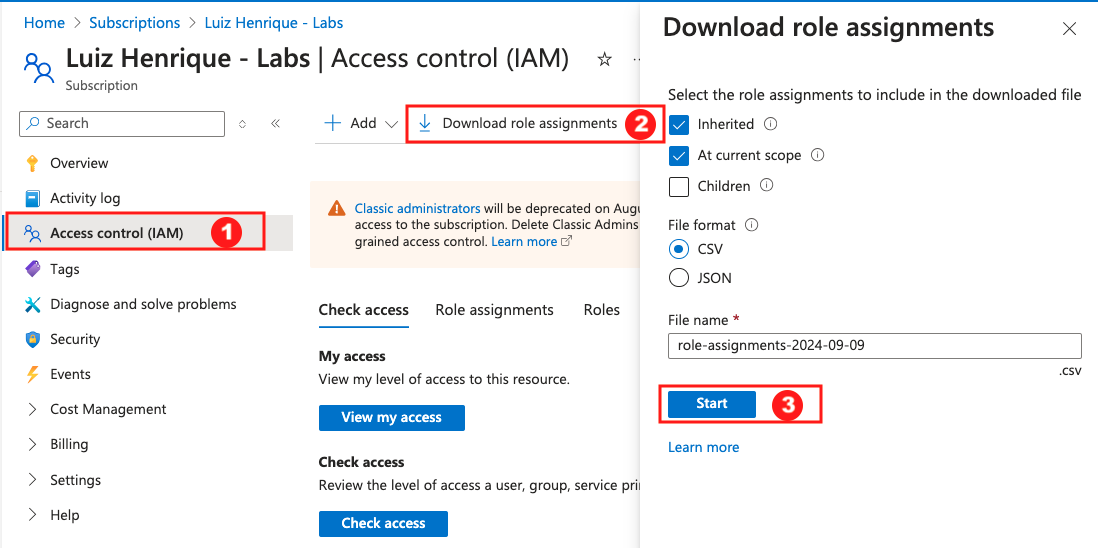 Home > Subscriptions > Luiz Henrique - Labs
Luiz Henrique - Labs | Access control (IAM)
Subscription
Search
Overview
Activity log
Access control (IAM) 1
Tags
Diagnose and solve problems
Security
Events
Cost Management
Billing
Settings
Help
Add
Download role assignments 2
Classic administrators will be deprecated on Augu
access to the subscription. Delete Classic Admins
grained access control. Learn more
Check access Role assignments Roles
My access
View my level of access to this resource.
View my access
Check access
Review the level of access a user, group, service pri
Check access
Download role assignments
Select the role assignments to include in the downloaded file
Inherited
At current scope
Children
File format
CSV
JSON
File name *
role-assignments-2024-09-09
.csv
Start 3
Learn more